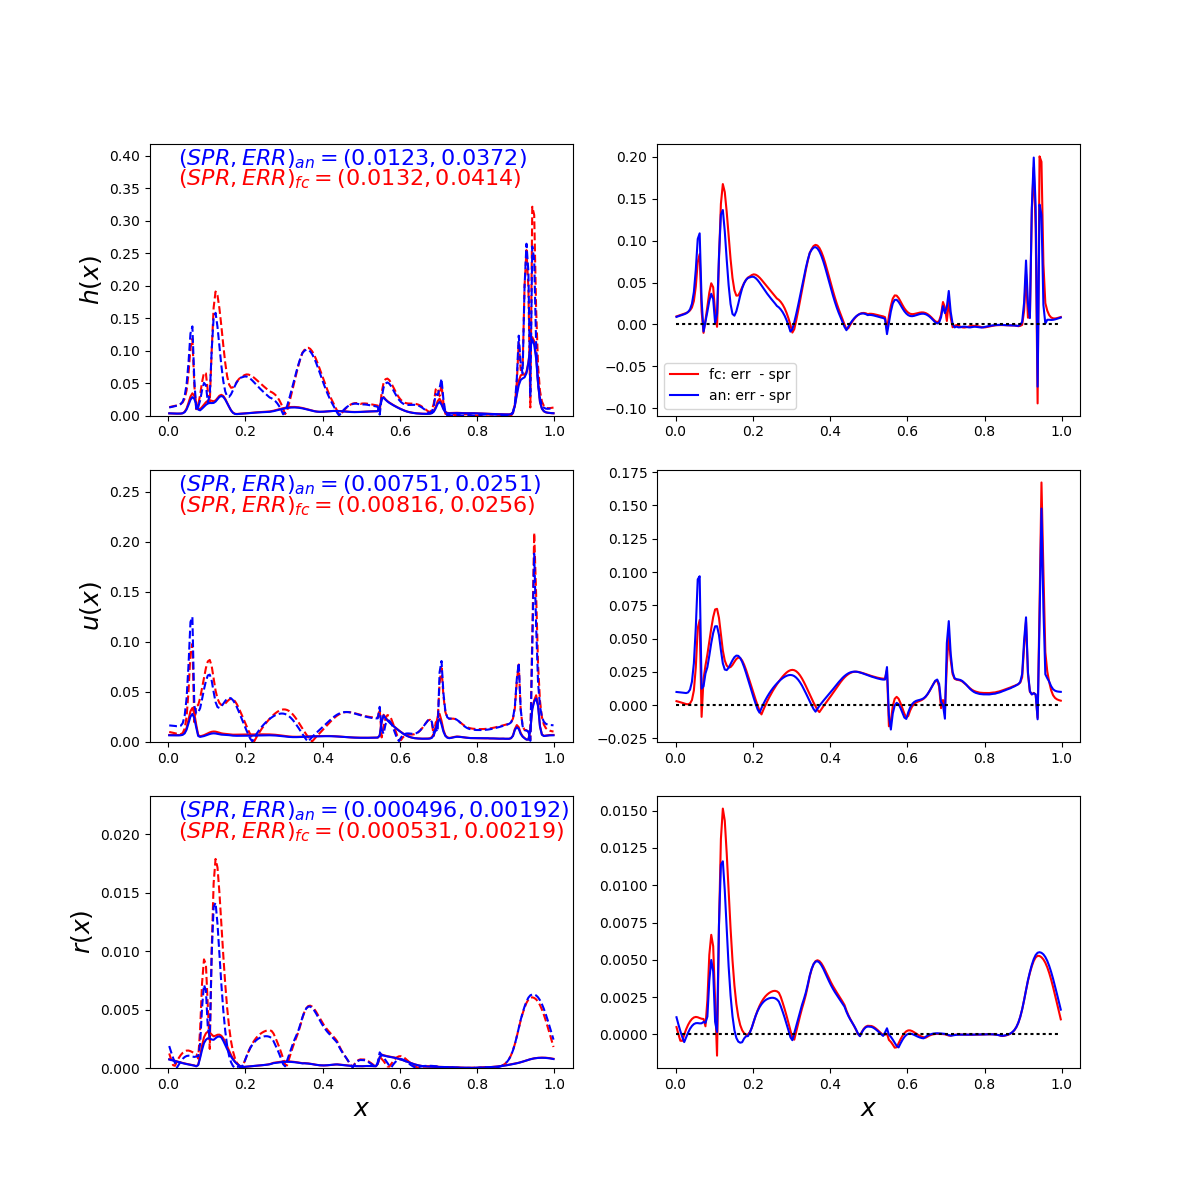 (SPR, ERR)an = (0.0123, 0.0372)
(SPR, ERR)fc = (0.0132, 0.0414)
h(x)
0.40
0.35
0.30
0.25
0.20
0.15
0.10
0.05
0.00
0.0 0.2 0.4 0.6 0.8 1.0
0.20
0.15
0.10
0.05
0.00
−0.05
−0.10
fc: err - spr
an: err - spr
0.0 0.2 0.4 0.6 0.8 1.0
(SPR, ERR)an = (0.00751, 0.0251)
(SPR, ERR)fc = (0.00816, 0.0256)
u(x)
0.25
0.20
0.15
0.10
0.05
0.00
0.0 0.2 0.4 0.6 0.8 1.0
0.175
0.150
0.125
0.100
0.075
0.050
0.025
0.000
−0.025
0.0 0.2 0.4 0.6 0.8 1.0
(SPR, ERR)an = (0.000496, 0.00192)
(SPR, ERR)fc = (0.000531, 0.00219)
r(x)
0.020
0.015
0.010
0.005
0.000
0.0 0.2 0.4 0.6 0.8 1.0
x
0.0150
0.0125
0.0100
0.0075
0.0050
0.0025
0.0000
0.0 0.2 0.4 0.6 0.8 1.0
x